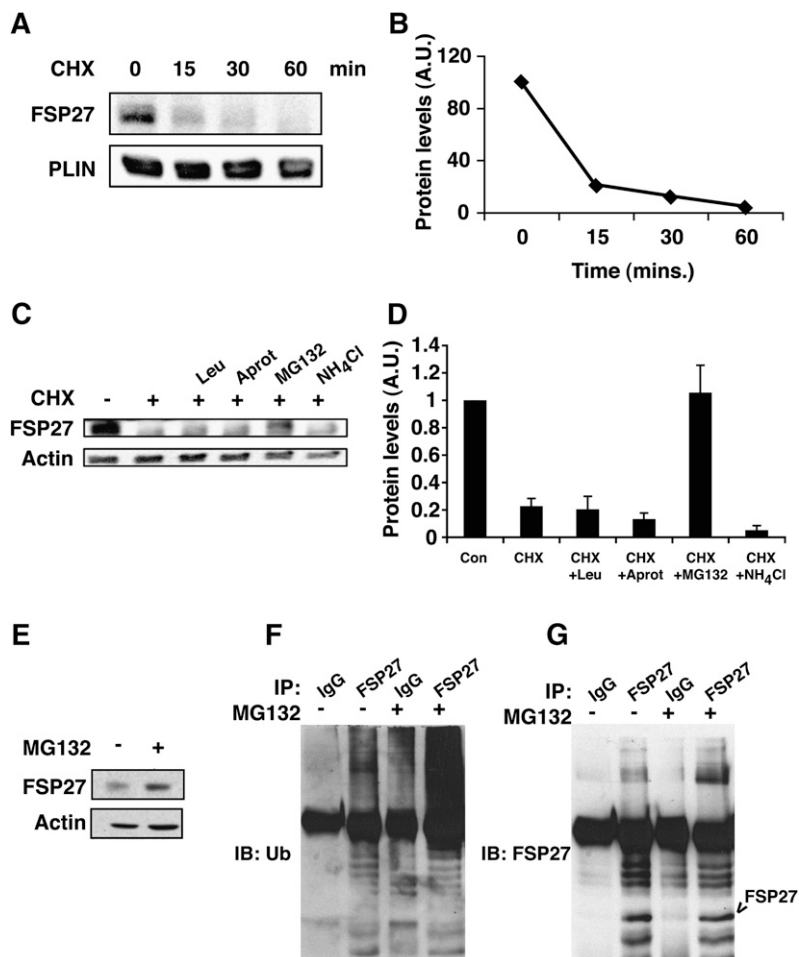 A
CHX 0 15 30 60 min
FSP27
PLIN
B
Protein levels (A.U.)
120
80
40
0
0 15 30 60
Time (mins.)
C
Leu Aprot MG132 NH4Cl
CHX - + + + + +
FSP27
Actin
D
Protein levels (A.U.)
1.4
1.2
1
0.8
0.6
0.4
0.2
0
Con CHX CHX CHX CHX CHX
+Leu +Aprot +MG132 +NH4Cl
E
MG132 - +
FSP27
Actin
F
IP: IgG FSP27 IgG FSP27
MG132 - - + +
IB: Ub
G
IP: IgG FSP27 IgG FSP27
MG132 - - + +
IB: FSP27
FSP27